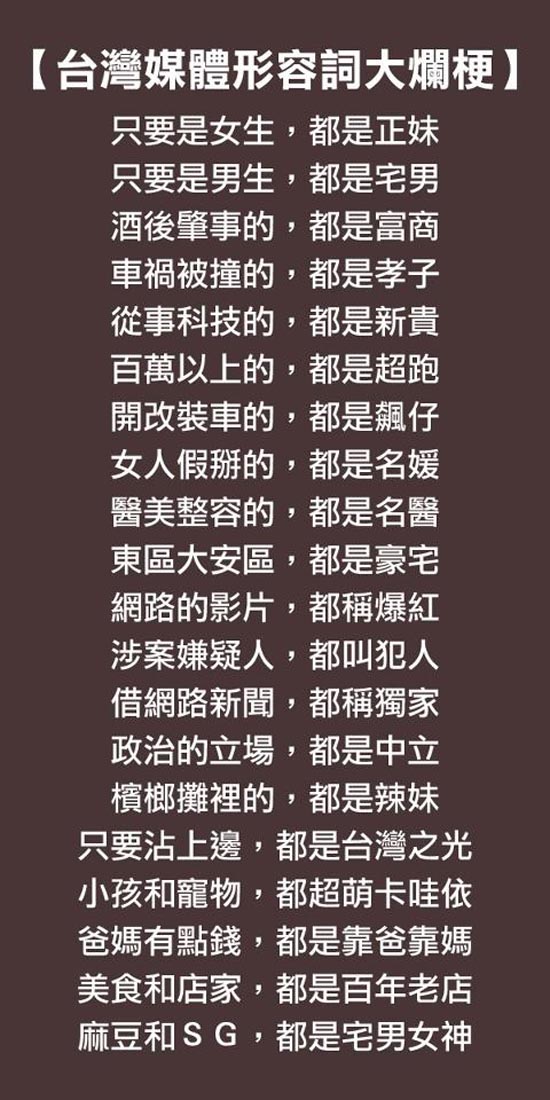 【台灣媒體形容詞大爛梗】
只要是女生，都是正妹
只要是男生，都是宅男
酒後肇事的，都是富商
車禍被撞的，都是孝子
從事科技的，都是新貴
百萬以上的，都是超跑
開改裝車的，都是飆仔
女人假掰的，都是名媛
醫美整容的，都是名醫
東區大安區，都是豪宅
網路的影片，都稱爆紅
涉案嫌疑人，都叫犯人
借網路新聞，都稱獨家
政治的立場，都是中立
檳榔攤裡的，都是辣妹
只要沾上邊，都是台灣之光
小孩和寵物，都超萌卡哇依
爸媽有點錢，都是靠爸靠媽
美食和店家，都是百年老店
麻豆和ＳＧ，都是宅男女神